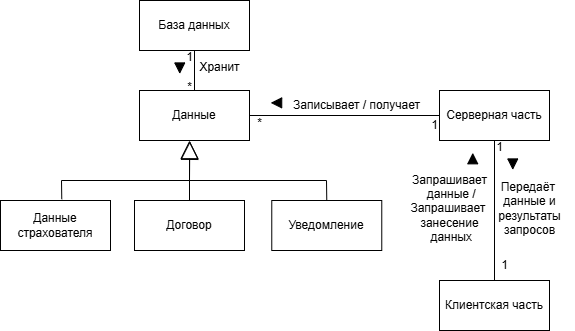 База данных
1
Хранит
*
Данные
Записывает / получает
*
1
Серверная часть
1
Запрашивает
данные /
Запрашивает
занесение
данных
Передаёт
данные и
результаты
запросов
Данные
страхователя
Договор
Уведомление
1
Клиентская часть